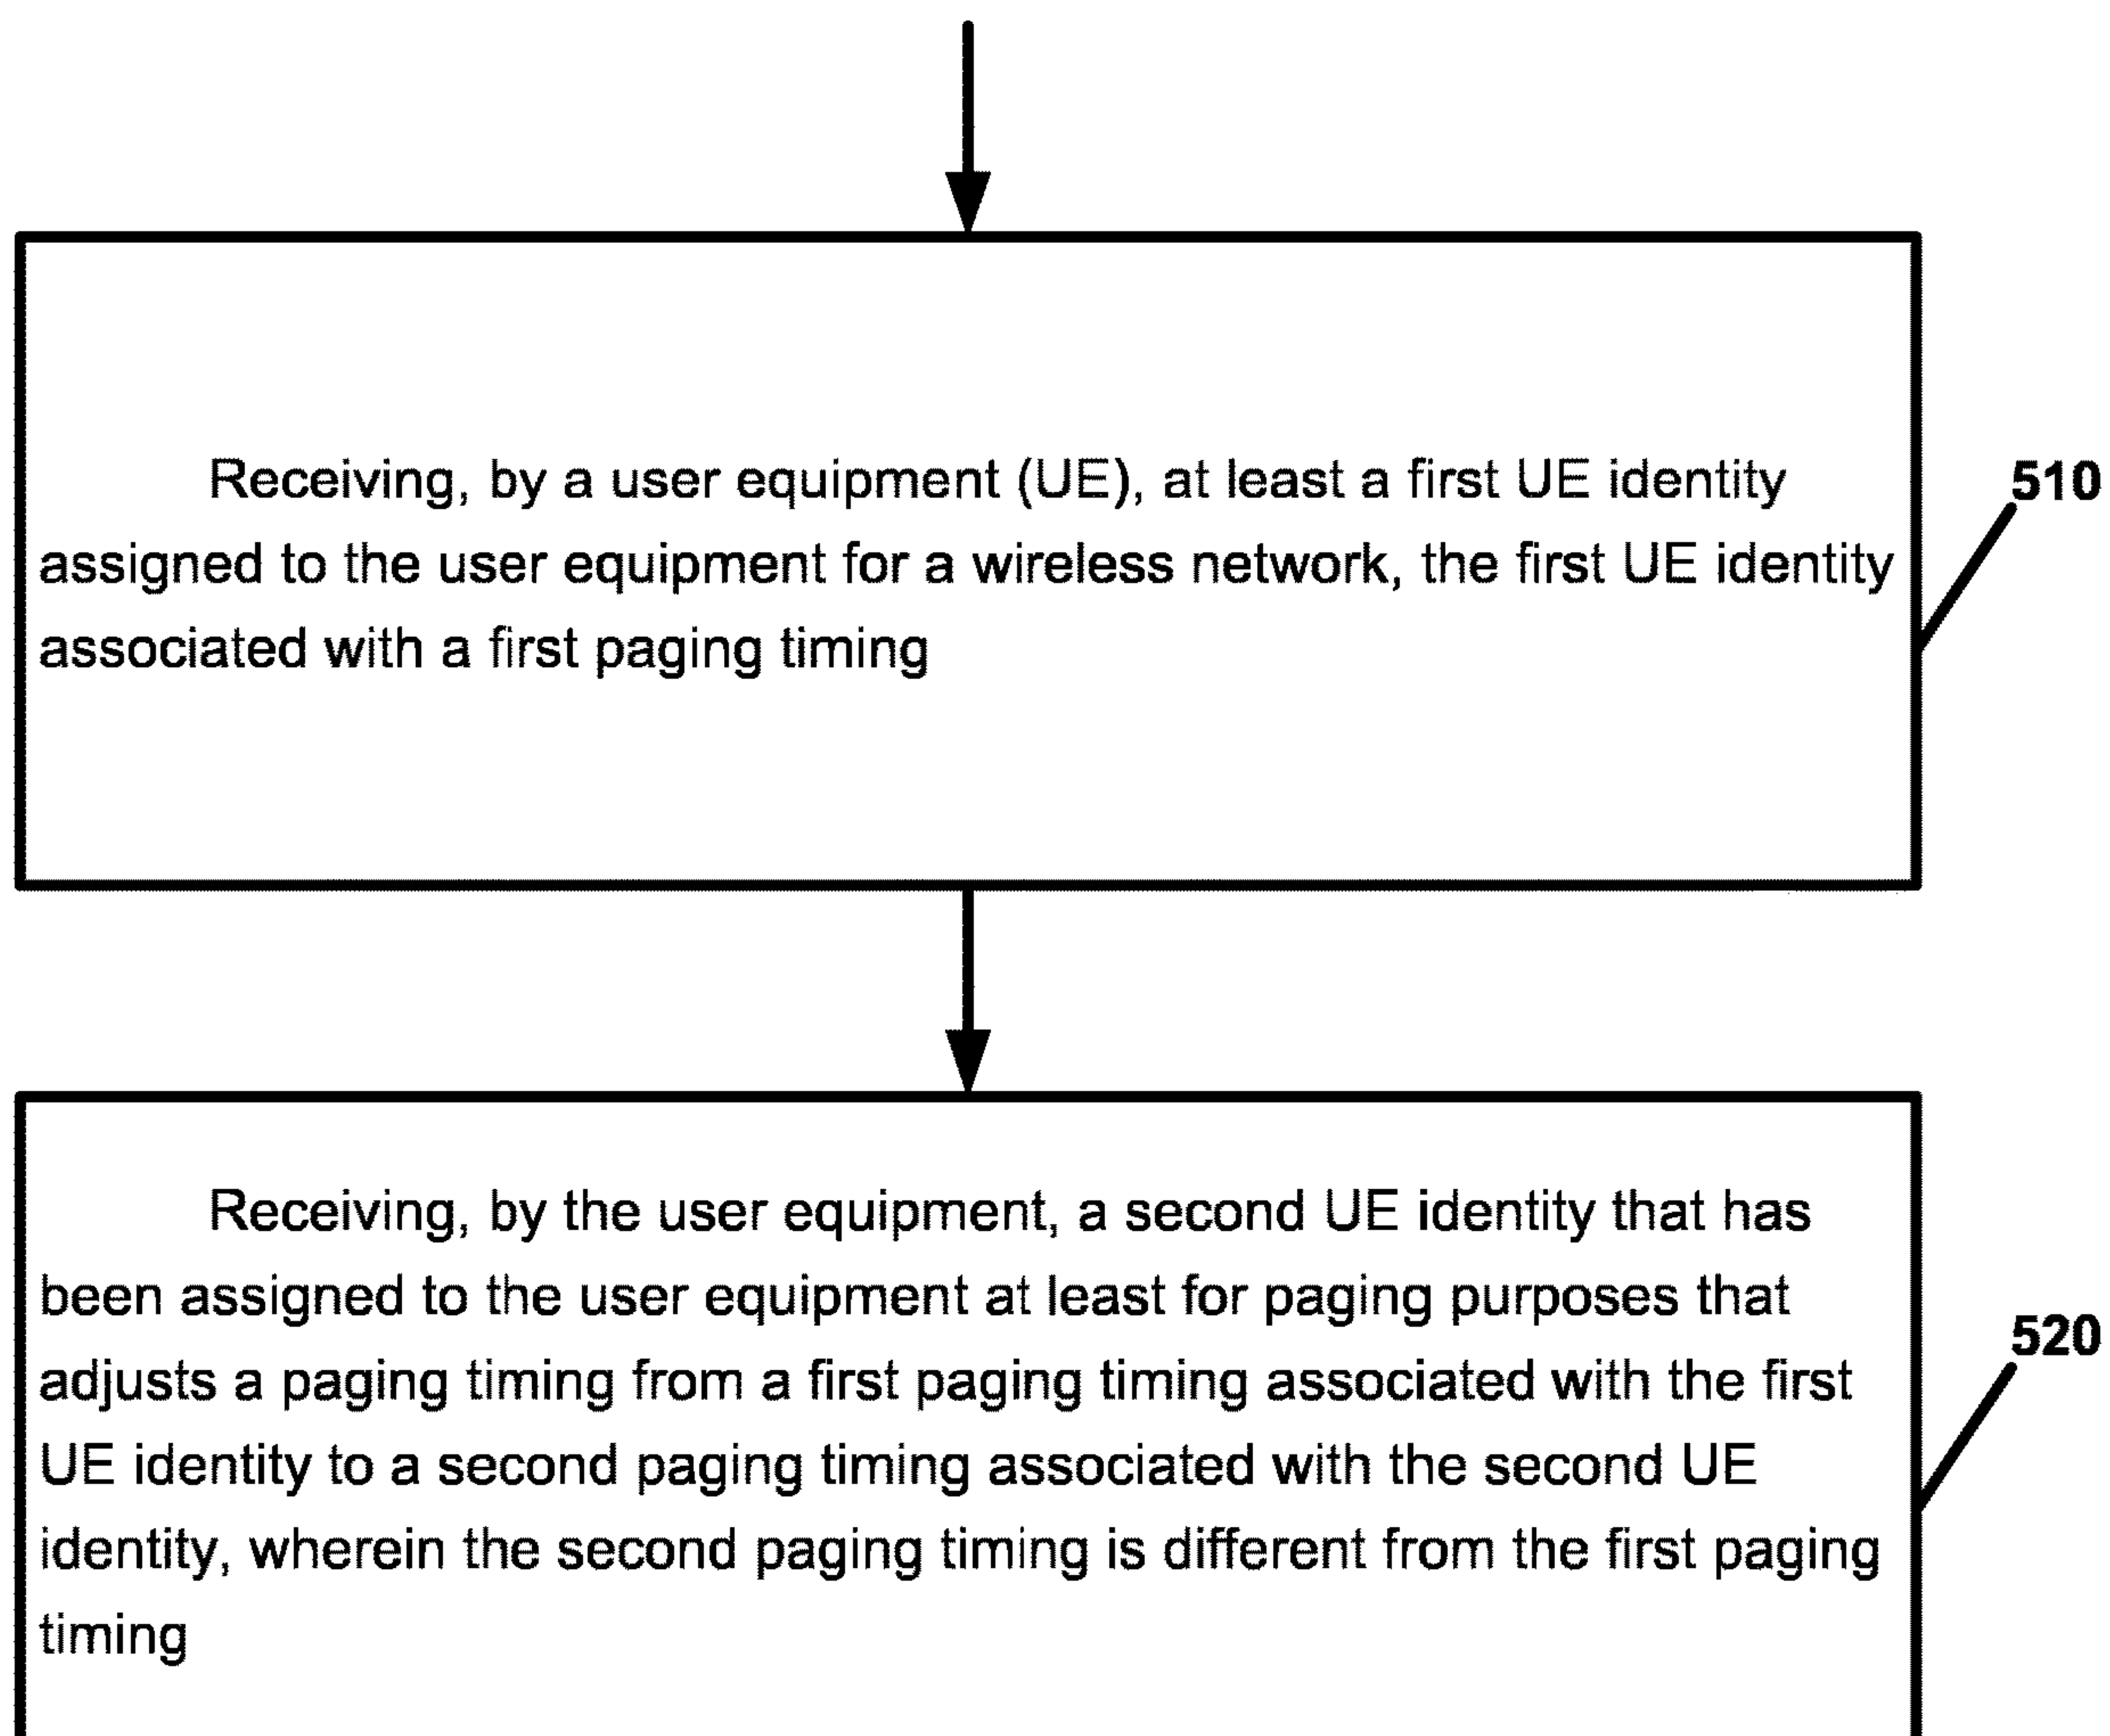 Receiving, by a user equipment (UE), at least a first UE identity
assigned to the user equipment for a wireless network, the first UE identity
associated with a first paging timing
510
Receiving, by the user equipment, a second UE identity that has
been assigned to the user equipment at least for paging purposes that
adjusts a paging timing from a first paging timing associated with the first
UE identity to a second paging timing associated with the second UE
identity, wherein the second paging timing is different from the first paging
timing
520